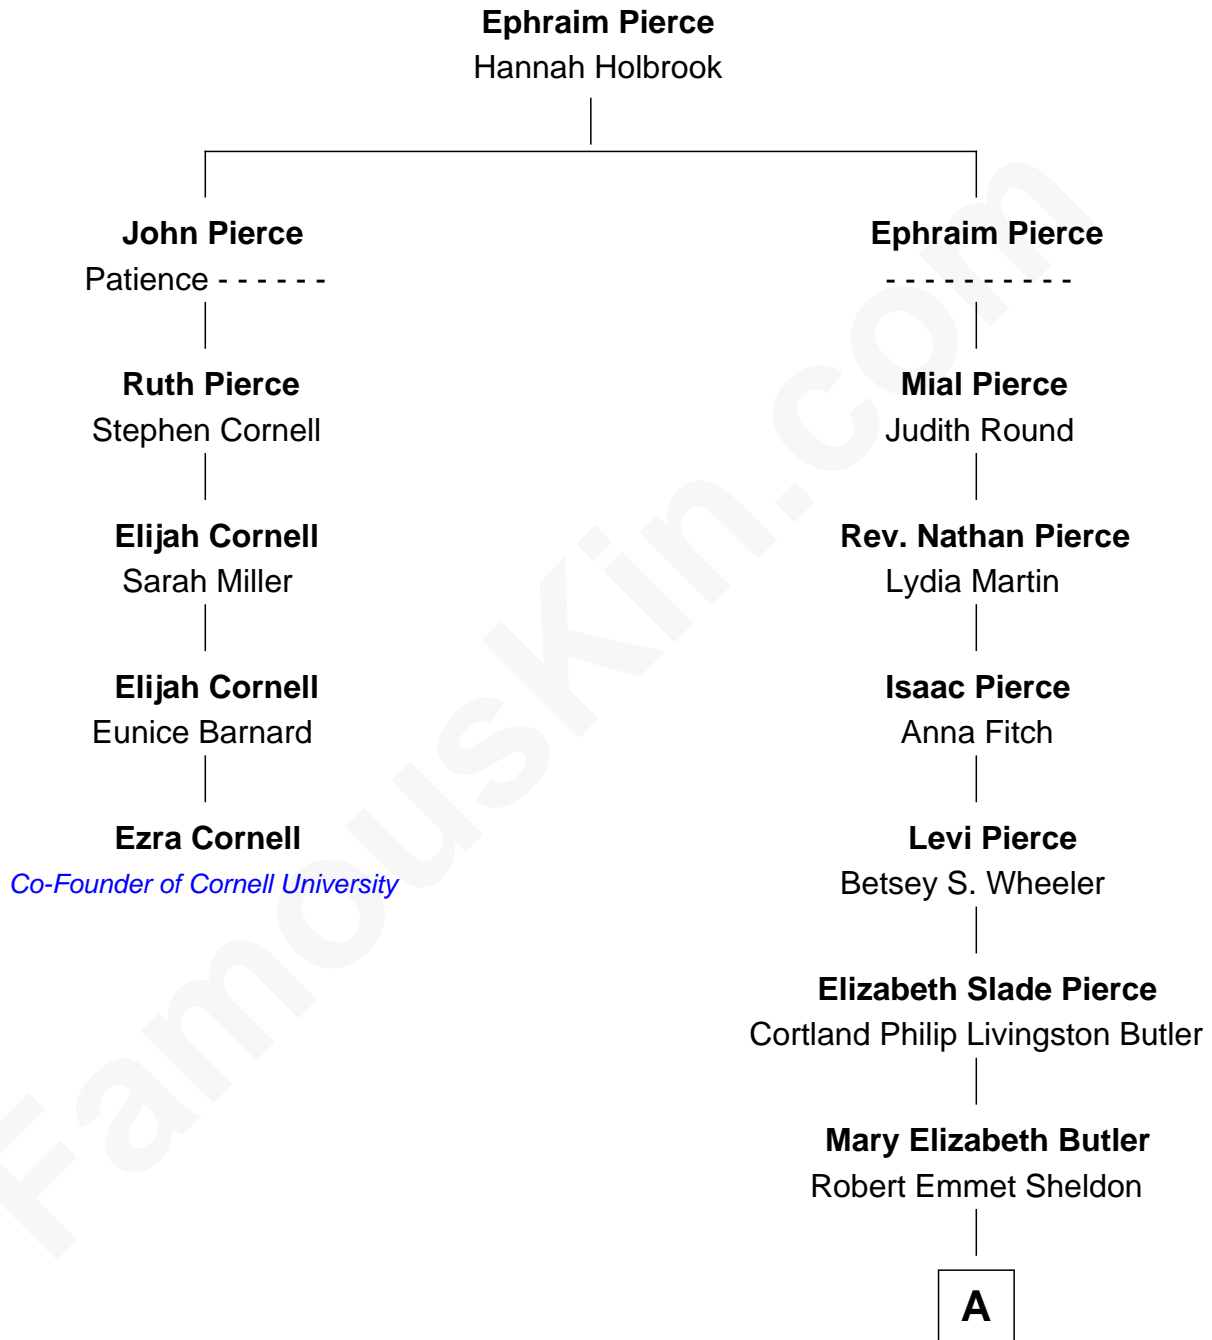 Ephraim Pierce
Hannah Holbrook
John Pierce
Patience - - - - - -
Ruth Pierce
Stephen Cornell
Elijah Cornell
Sarah Miller
Elijah Cornell
Eunice Barnard
Ezra Cornell
Co-Founder of Cornell University
Ephraim Pierce
- - - - - - - - - -
Mial Pierce
Judith Round
Rev. Nathan Pierce
Lydia Martin
Isaac Pierce
Anna Fitch
Levi Pierce
Betsey S. Wheeler
Elizabeth Slade Pierce
Cortland Philip Livingston Butler
Mary Elizabeth Butler
Robert Emmet Sheldon
A
FamousKin.com